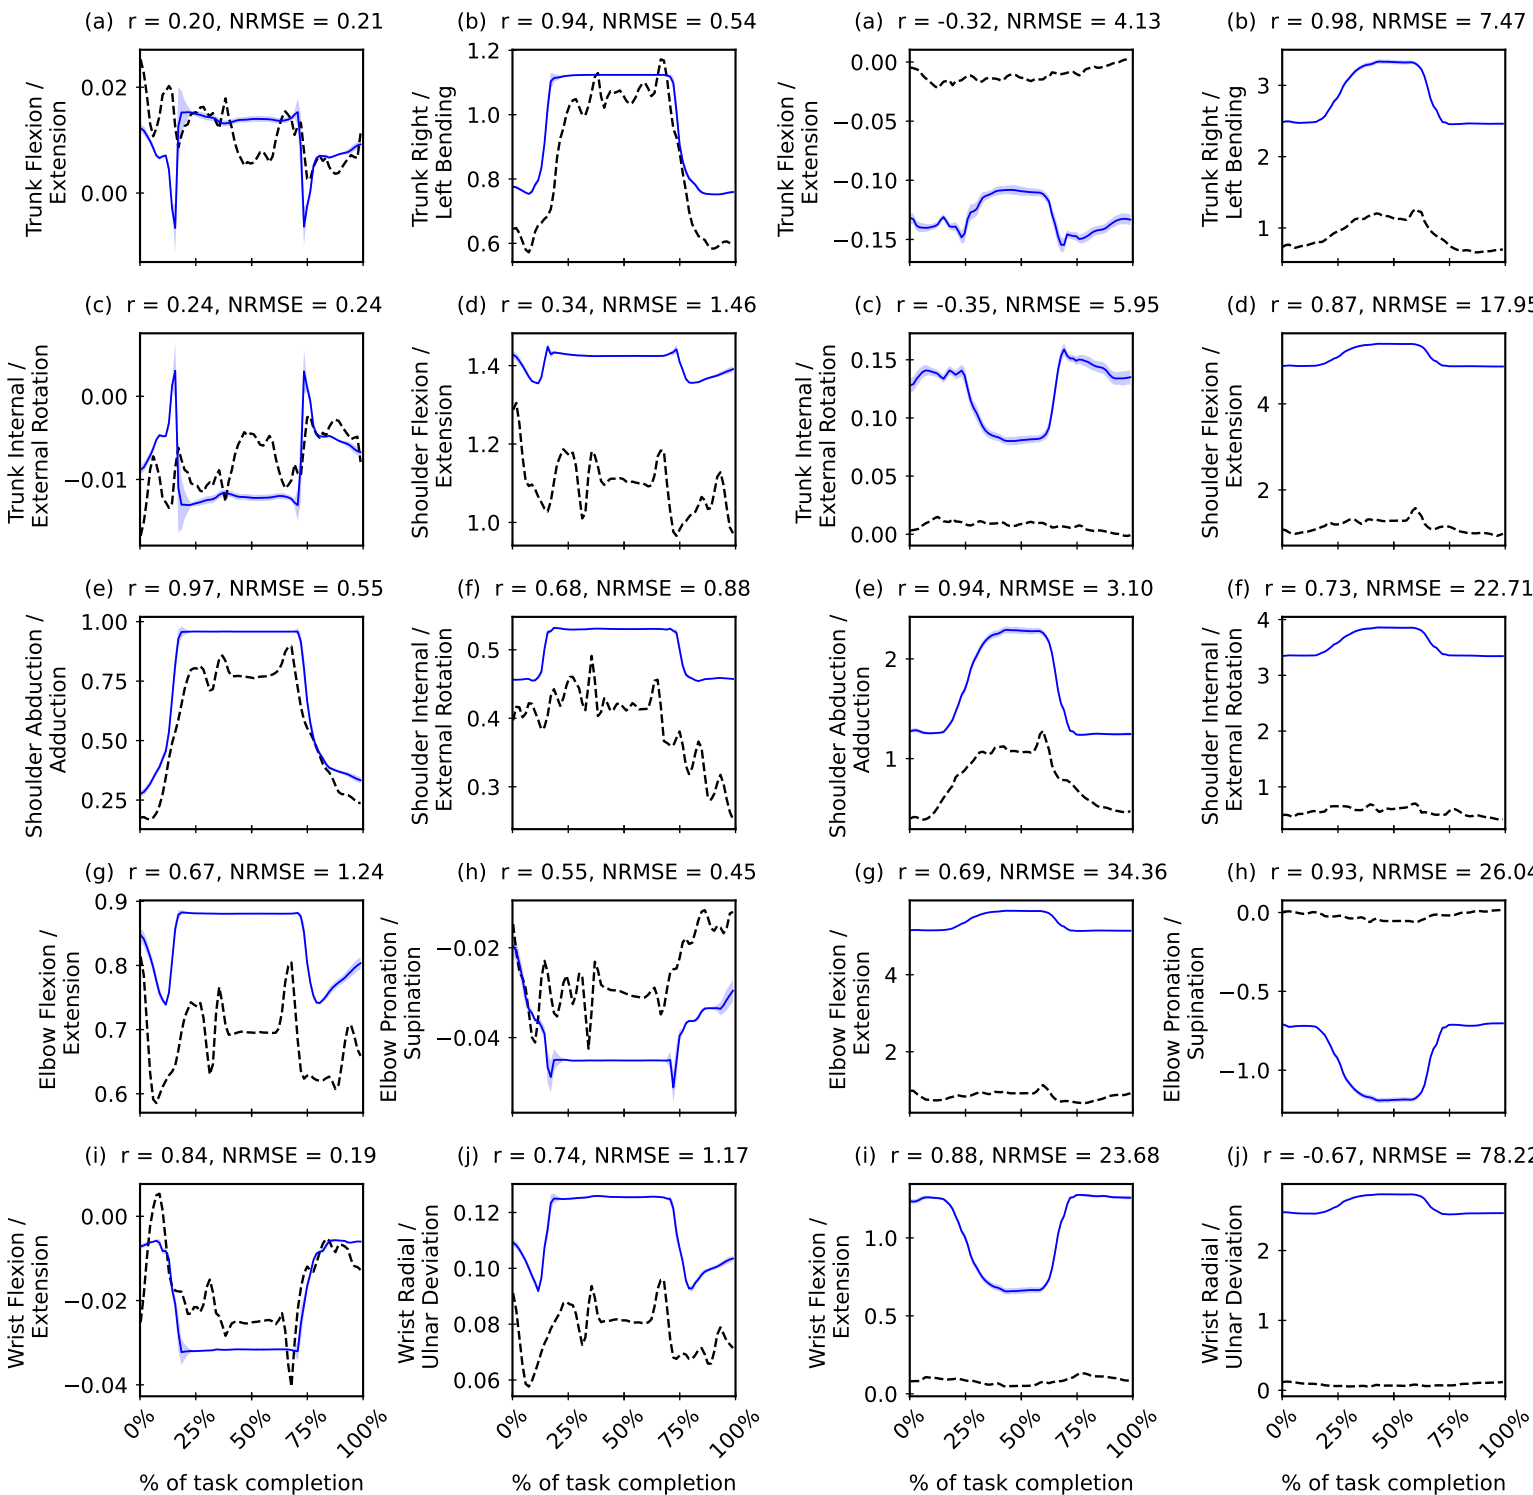 (a) r = 0.20, NRMSE = 0.21
(b) r = 0.94, NRMSE = 0.54
(a) r = -0.32, NRMSE = 4.13
(b) r = 0.98, NRMSE = 7.47
Trunk Flexion /
Extension
0.02
0.00
Trunk Right /
Left Bending
1.2
1.0
0.8
0.6
Trunk Flexion /
Extension
0.00
−0.05
−0.10
−0.15
Trunk Right /
Left Bending
3
2
1
(c) r = 0.24, NRMSE = 0.24
(d) r = 0.34, NRMSE = 1.46
(c) r = -0.35, NRMSE = 5.95
(d) r = 0.87, NRMSE = 17.95
Trunk Internal /
External Rotation
0.00
−0.01
Shoulder Flexion /
Extension
1.4
1.2
1.0
Trunk Internal /
External Rotation
0.15
0.10
0.05
0.00
Shoulder Flexion /
Extension
4
2
(e) r = 0.97, NRMSE = 0.55
(f) r = 0.68, NRMSE = 0.88
(e) r = 0.94, NRMSE = 3.10
(f) r = 0.73, NRMSE = 22.71
Shoulder Abduction /
Adduction
1.00
0.75
0.50
0.25
Shoulder Internal /
External Rotation
0.5
0.4
0.3
Shoulder Abduction /
Adduction
2
1
Shoulder Internal /
External Rotation
4
3
2
1
(g) r = 0.67, NRMSE = 1.24
(h) r = 0.55, NRMSE = 0.45
(g) r = 0.69, NRMSE = 34.36
(h) r = 0.93, NRMSE = 26.04
Elbow Flexion /
Extension
0.9
0.8
0.7
0.6
Elbow Pronation /
Supination
−0.02
−0.04
Elbow Flexion /
Extension
4
2
Elbow Pronation /
Supination
0.0
−0.5
−1.0
(i) r = 0.84, NRMSE = 0.19
(j) r = 0.74, NRMSE = 1.17
(i) r = 0.88, NRMSE = 23.68
(j) r = -0.67, NRMSE = 78.22
Wrist Flexion /
Extension
0.00
−0.02
−0.04
Wrist Radial /
Ulnar Deviation
0.12
0.10
0.08
0.06
Wrist Flexion /
Extension
1.0
0.5
0.0
Wrist Radial /
Ulnar Deviation
2
1
0
0% 25% 50% 75% 100%
0% 25% 50% 75% 100%
0% 25% 50% 75% 100%
0% 25% 50% 75% 100%
% of task completion
% of task completion
% of task completion
% of task completion